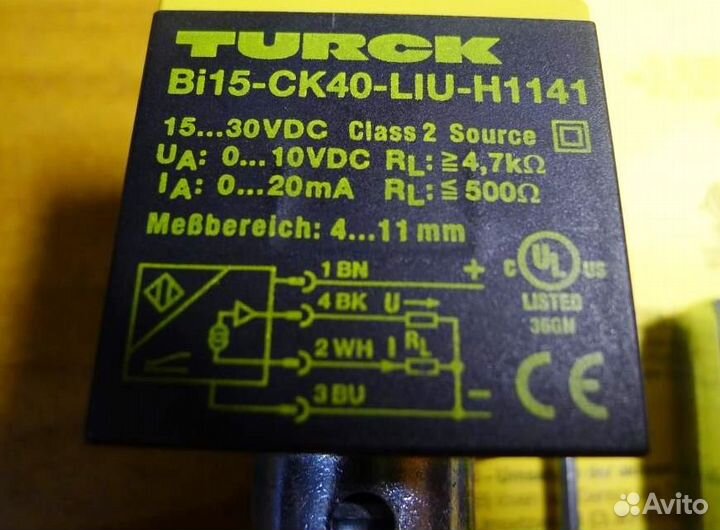 TURCK
Bi15-CK40-LIU-H1141
15...30VDC Class 2 Source
UA: 0...10VDC RL: ≧4,7kΩ
IA: 0...20mA RL: ≦500Ω
Meßbereich: 4...11 mm
1 BN +
4 BK U
2 WH I RL
3 BU −
C UL US
LISTED
36GM
CE
Avito